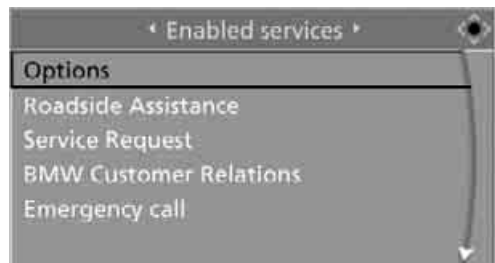 Enabled services
Options
Roadside Assistance
Service Request
BMW Customer Relations
Emergency call